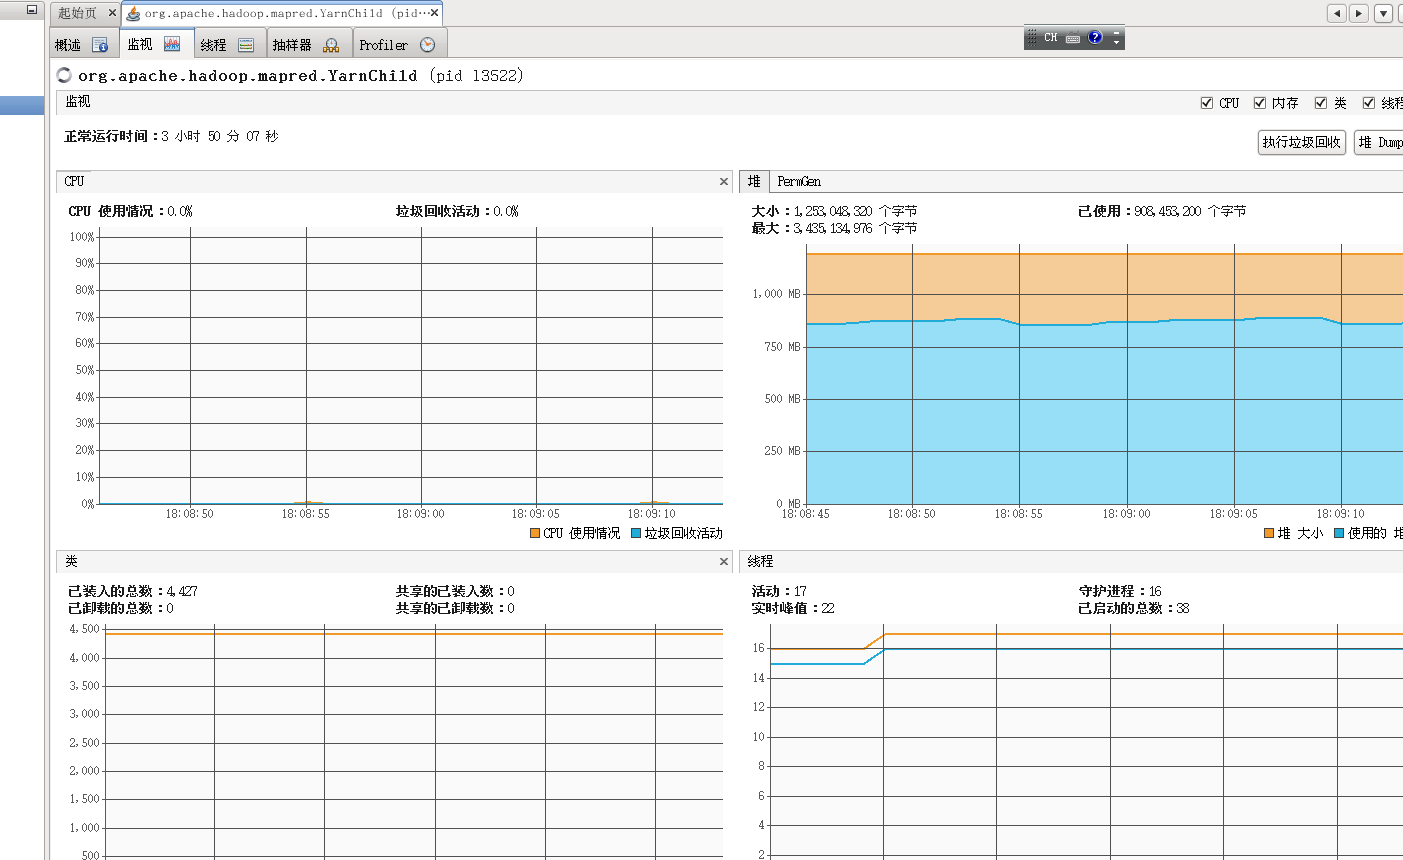 起始页
org.apache.hadoop.mapred.YarnChild (pid…
概述 监视 线程 抽样器 Profiler
CH
org.apache.hadoop.mapred.YarnChild (pid 13522)
监视
CPU 内存 类 线程
正常运行时间：3 小时 50 分 07 秒
执行垃圾回收 堆 Dump
CPU
CPU 使用情况：0.0% 垃圾回收活动：0.0%
100%
90%
80%
70%
60%
50%
40%
30%
20%
10%
0%
18:08:50 18:08:55 18:09:00 18:09:05 18:09:10
CPU 使用情况 垃圾回收活动
堆 PermGen
大小：1,253,048,320 个字节 已使用：908,453,200 个字节
最大：3,435,134,976 个字节
1,000 MB
750 MB
500 MB
250 MB
0 MB
18:08:45 18:08:50 18:08:55 18:09:00 18:09:05 18:09:10
堆 大小 使用的 堆
类
已装入的总数：4,427 共享的已装入数：0
已卸载的总数：0 共享的已卸载数：0
4,500
4,000
3,500
3,000
2,500
2,000
1,500
1,000
500
线程
活动：17 守护进程：16
实时峰值：22 已启动的总数：38
16
14
12
10
8
6
4
2